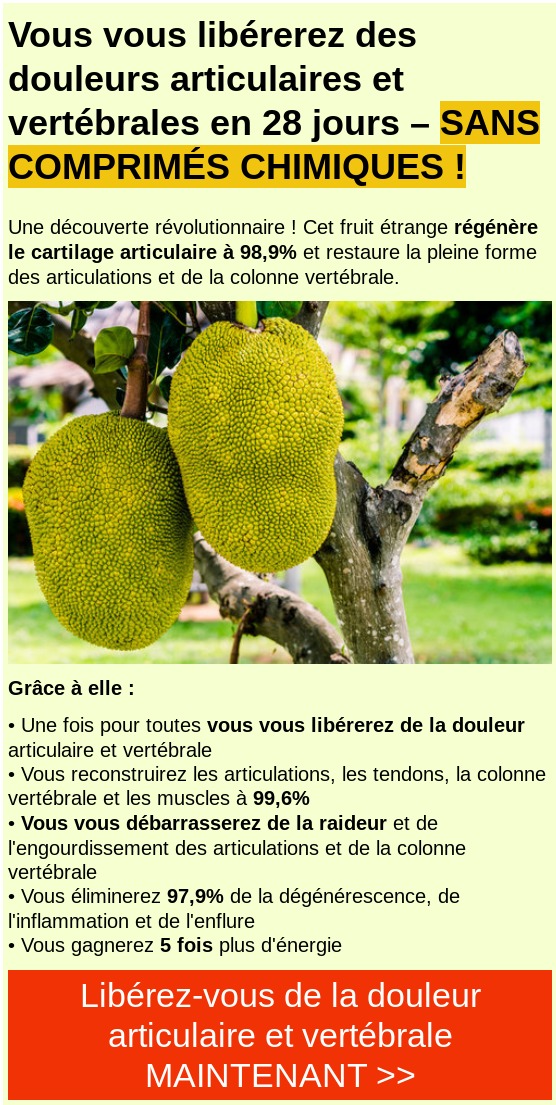 Vous vous libérerez des
douleurs articulaires et
vertébrales en 28 jours – SANS
COMPRIMÉS CHIMIQUES !
Une découverte révolutionnaire ! Cet fruit étrange régénère
le cartilage articulaire à 98,9% et restaure la pleine forme
des articulations et de la colonne vertébrale.
Grâce à elle :
• Une fois pour toutes vous vous libérerez de la douleur
articulaire et vertébrale
• Vous reconstruirez les articulations, les tendons, la colonne
vertébrale et les muscles à 99,6%
• Vous vous débarrasserez de la raideur et de
l'engourdissement des articulations et de la colonne
vertébrale
• Vous éliminerez 97,9% de la dégénérescence, de
l'inflammation et de l'enflure
• Vous gagnerez 5 fois plus d'énergie
Libérez-vous de la douleur
articulaire et vertébrale
MAINTENANT >>